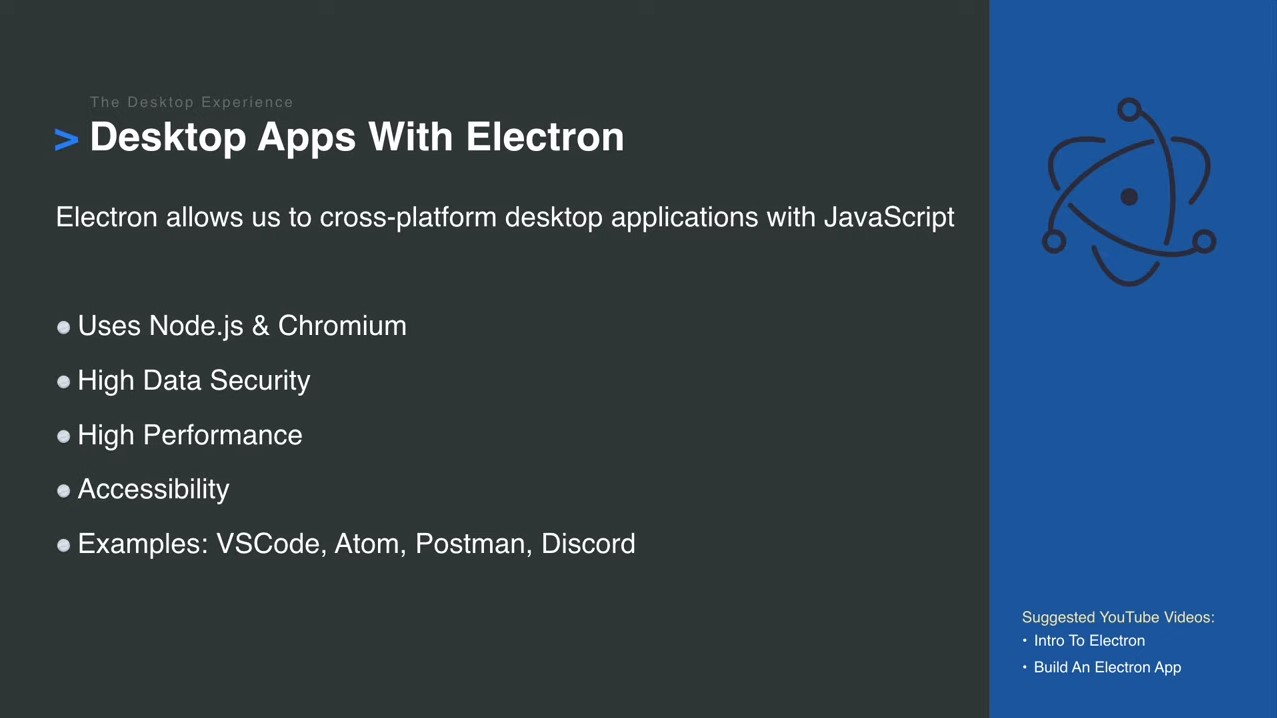 The Desktop Experience
> Desktop Apps With Electron
Electron allows us to cross-platform desktop applications with JavaScript
Uses Node.js & Chromium
High Data Security
High Performance
Accessibility
Examples: VSCode, Atom, Postman, Discord
Suggested YouTube Videos:
• Intro To Electron
• Build An Electron App